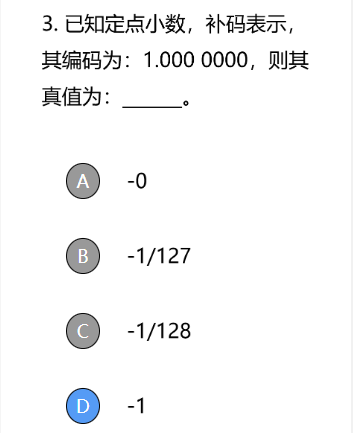 3. 已知定点小数，补码表示，
其编码为：1.000 0000，则其
真值为：______。
A -0
B -1/127
C -1/128
D -1